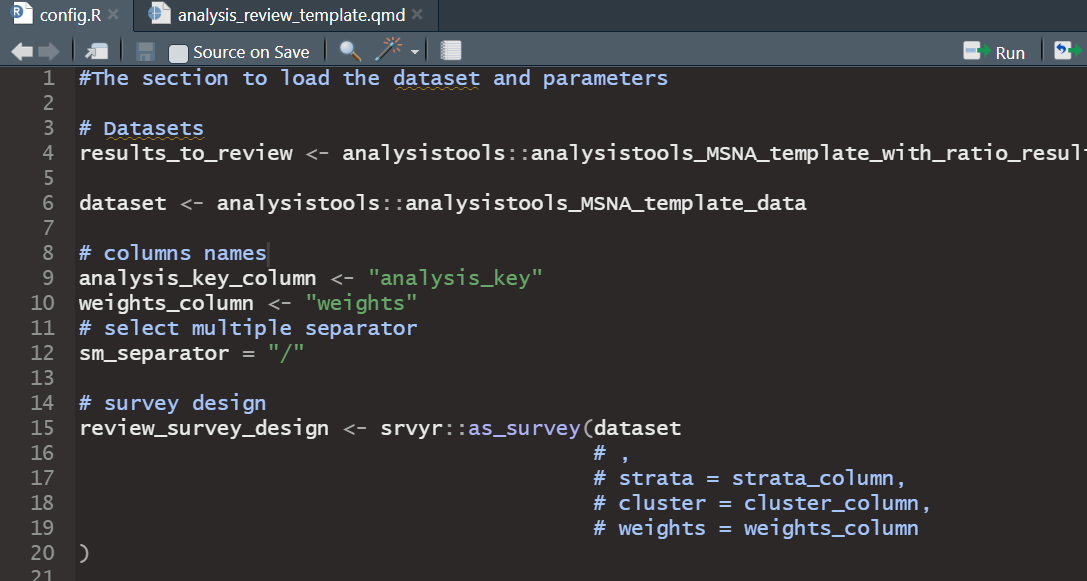 config.R
analysis_review_template.qmd
Source on Save
Run
1 #The section to load the dataset and parameters
2
3 # Datasets
4 results_to_review <- analysistools::analysistools_MSNA_template_with_ratio_resul
5
6 dataset <- analysistools::analysistools_MSNA_template_data
7
8 # columns names
9 analysis_key_column <- "analysis_key"
10 weights_column <- "weights"
11 # select multiple separator
12 sm_separator = "/"
13
14 # survey design
15 review_survey_design <- srvyr::as_survey(dataset
16 # ,
17 # strata = strata_column,
18 # cluster = cluster_column,
19 # weights = weights_column
20 )
21